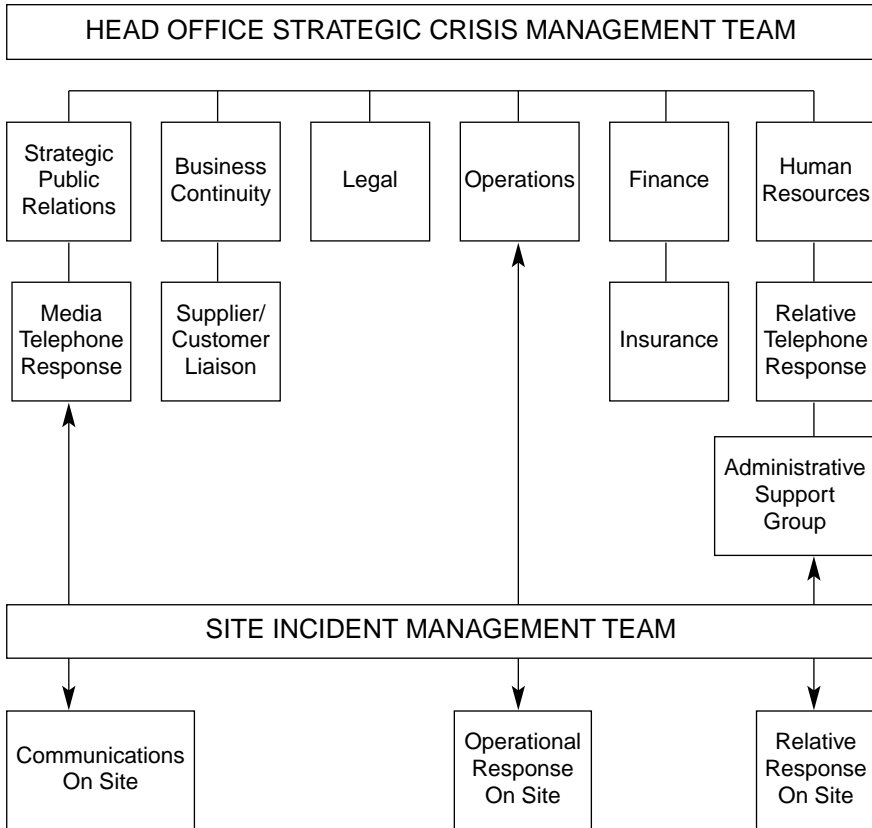 HEAD OFFICE STRATEGIC CRISIS MANAGEMENT TEAM
Strategic
Public
Relations
Business
Continuity
Legal
Operations
Finance
Human
Resources
Media
Telephone
Response
Supplier/
Customer
Liaison
Insurance
Relative
Telephone
Response
Administrative
Support
Group
SITE INCIDENT MANAGEMENT TEAM
Communications
On Site
Operational
Response
On Site
Relative
Response
On Site